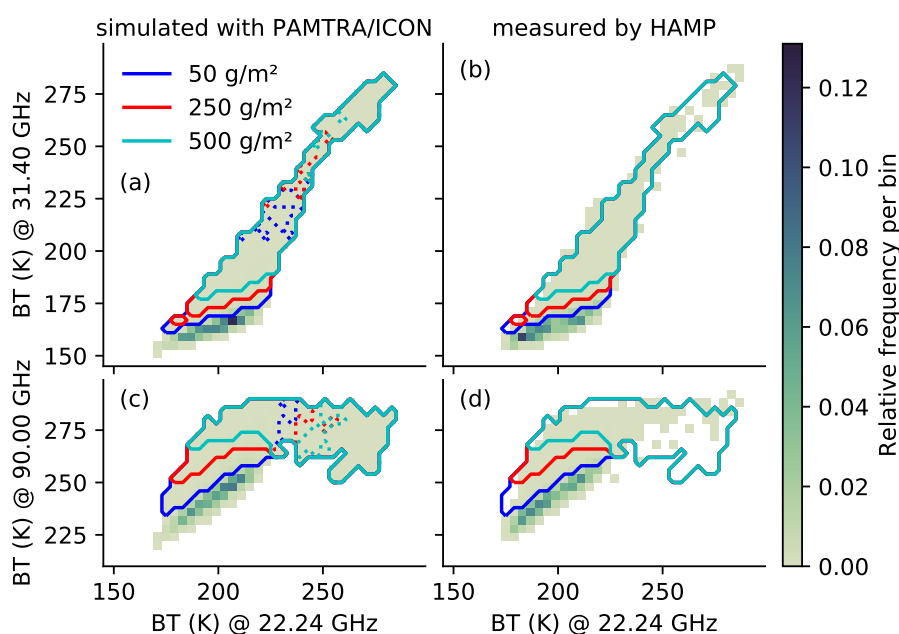 simulated with PAMTRA/ICON
measured by HAMP
50 g/m²
250 g/m²
500 g/m²
(a)
(b)
BT (K) @ 31.40 GHz
275
250
225
200
175
150
(c)
(d)
BT (K) @ 90.00 GHz
275
250
225
150
200
250
150
200
250
BT (K) @ 22.24 GHz
BT (K) @ 22.24 GHz
0.12
0.10
0.08
0.06
0.04
0.02
0.00
Relative frequency per bin